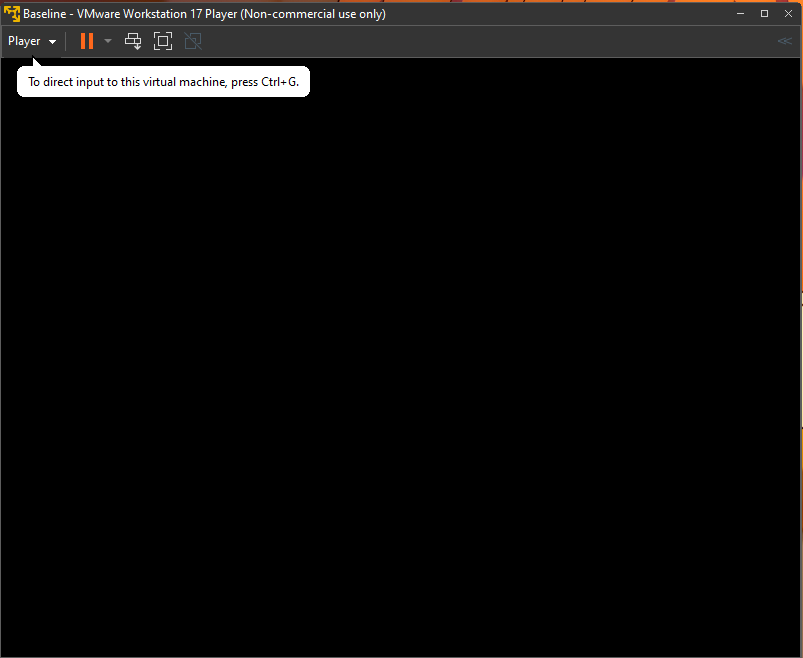 Baseline - VMware Workstation 17 Player (Non-commercial use only)
Player
To direct input to this virtual machine, press Ctrl+G.